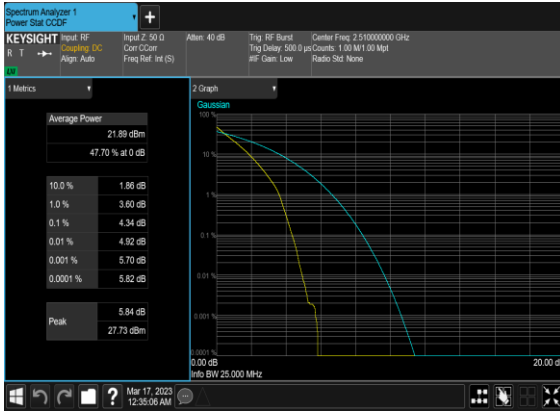 Spectrum Analyzer 1
Power Stat CCDF
KEYSIGHT
R T
LV
Input: RF
Coupling: DC
Align: Auto
Input Z: 50 Ω
Corr CCorr
Freq Ref: Int (S)
Atten: 40 dB
Trig: RF Burst
Trig Delay: 500.0 µs
#IF Gain: Low
Center Freq: 2.510000000 GHz
Counts: 1.00 M/1.00 Mpt
Radio Std: None
1 Metrics
Average Power
21.89 dBm
47.70 % at 0 dB
10.0 % 1.86 dB
1.0 % 3.60 dB
0.1 % 4.34 dB
0.01 % 4.92 dB
0.001 % 5.70 dB
0.0001 % 5.82 dB
Peak
5.84 dB
27.73 dBm
2 Graph
Gaussian
100 %
10 %
1 %
0.1 %
0.01 %
0.001 %
0.0001 %
0.00 dB
20.00 d
Info BW 25.000 MHz
?
Mar 17, 2023
12:35:06 AM